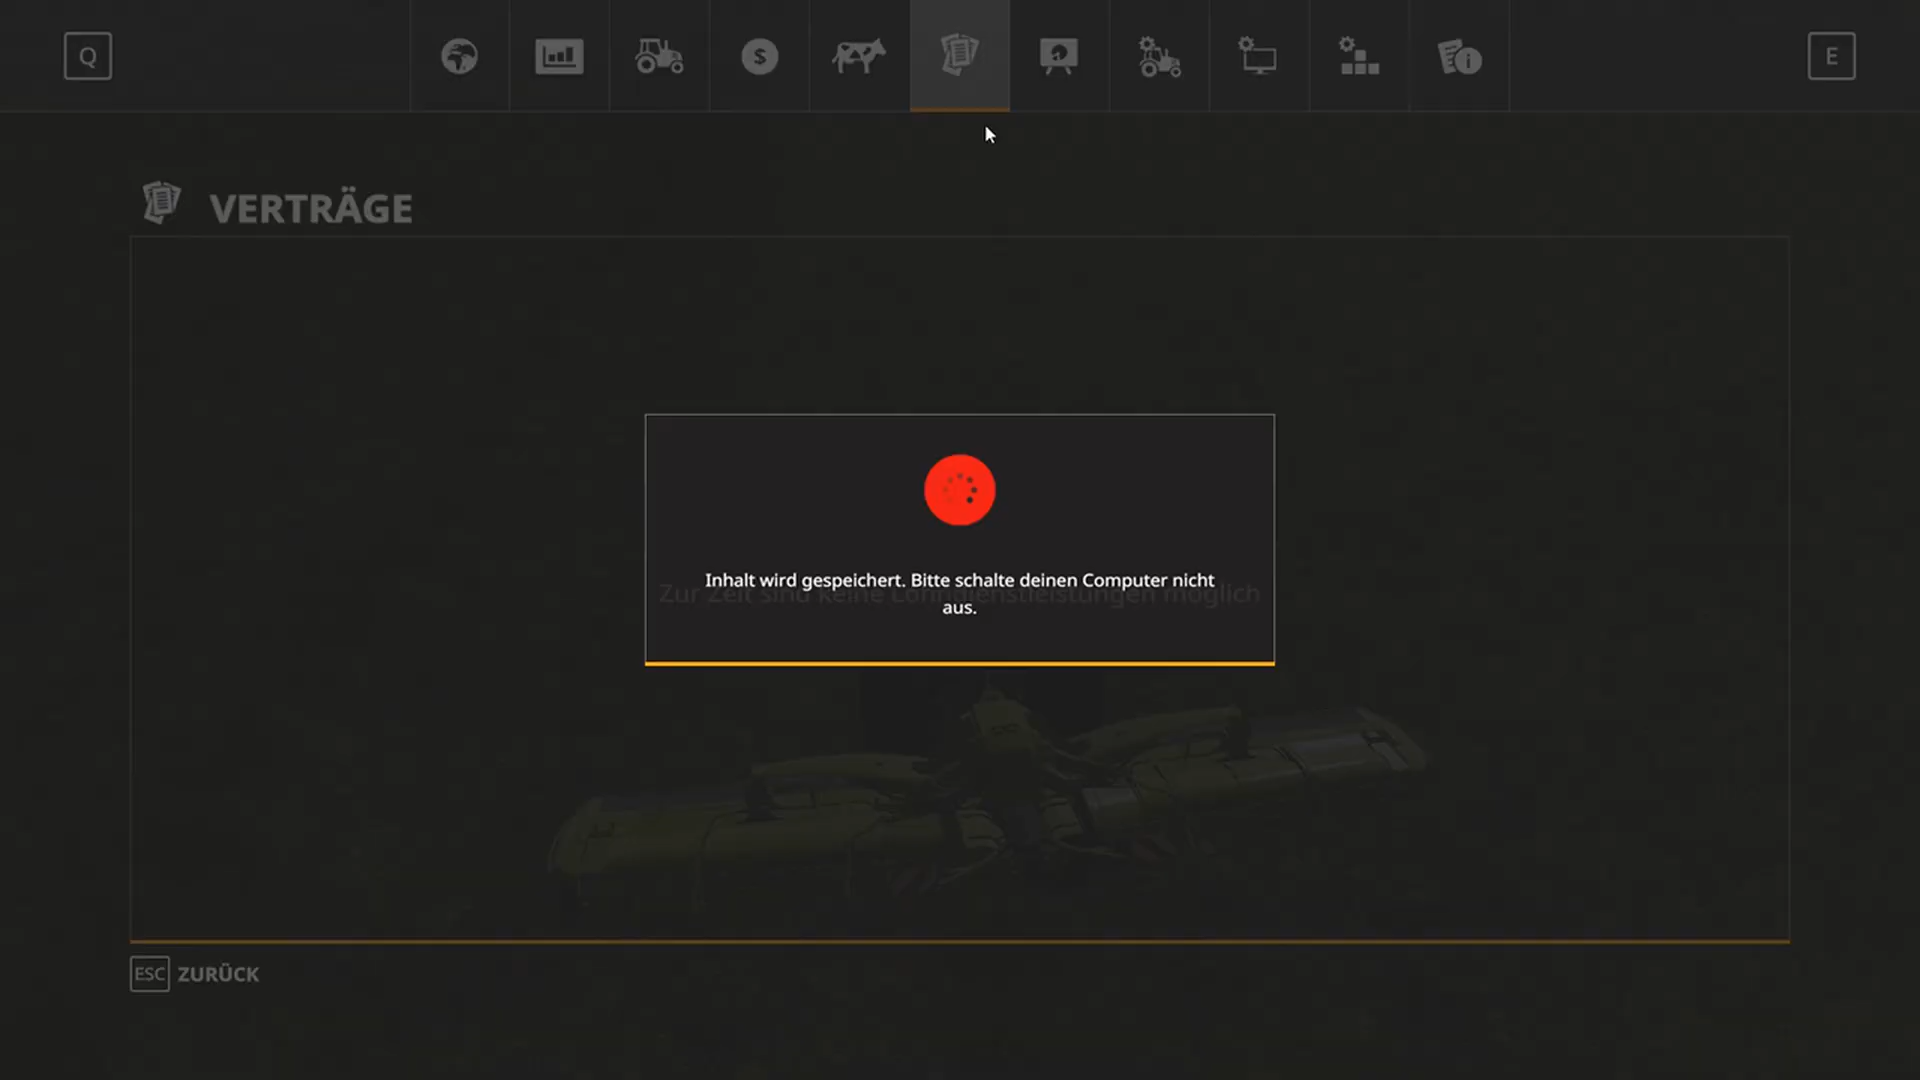 Q
E
VERTRÄGE
Inhalt wird gespeichert. Bitte schalte deinen Computer nicht
aus.
Zur Zeit sind keine Lohndienstleistungen möglich
ESC ZURÜCK